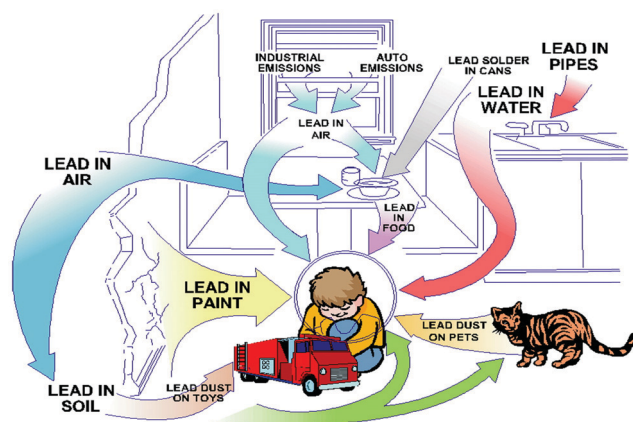 INDUSTRIAL
EMISSIONS
AUTO
EMISSIONS
LEAD SOLDER
IN CANS
LEAD IN
PIPES
LEAD IN
WATER
LEAD IN
AIR
LEAD IN
AIR
LEAD
IN
FOOD
LEAD IN
PAINT
LEAD DUST
ON PETS
LEAD IN
SOIL
LEAD DUST
ON TOYS